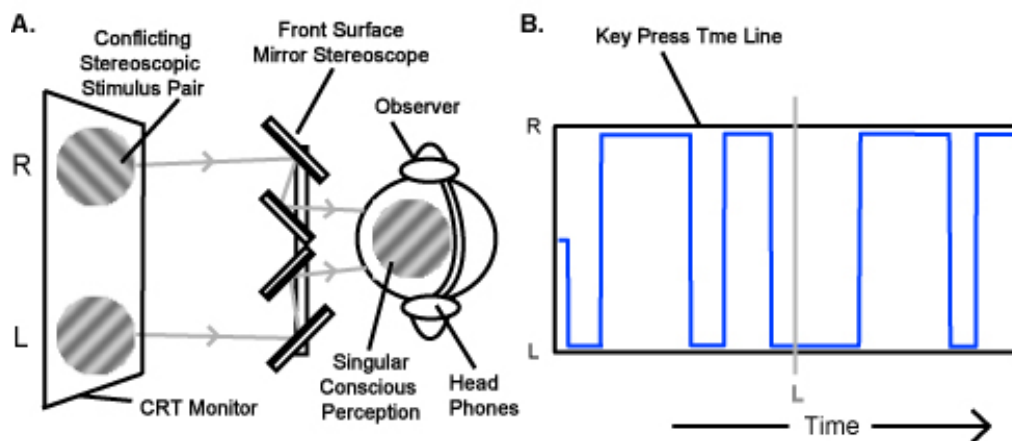 A.
Conflicting
Stereoscopic
Stimulus Pair
Front Surface
Mirror Stereoscope
Observer
R
L
CRT Monitor
Singular
Conscious
Perception
Head
Phones
B.
Key Press Tme Line
R
L
L
Time